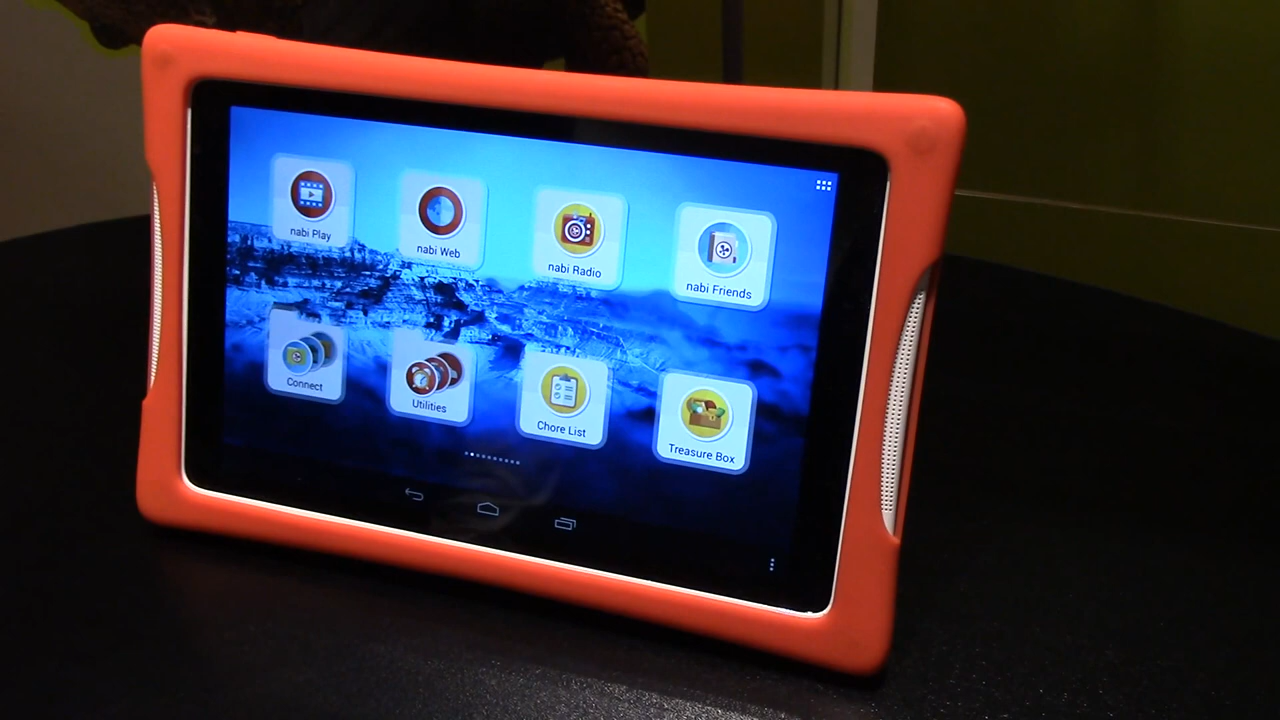 nabi Play
nabi Web
nabi Radio
nabi Friends
Connect
Utilities
Chore List
Treasure Box